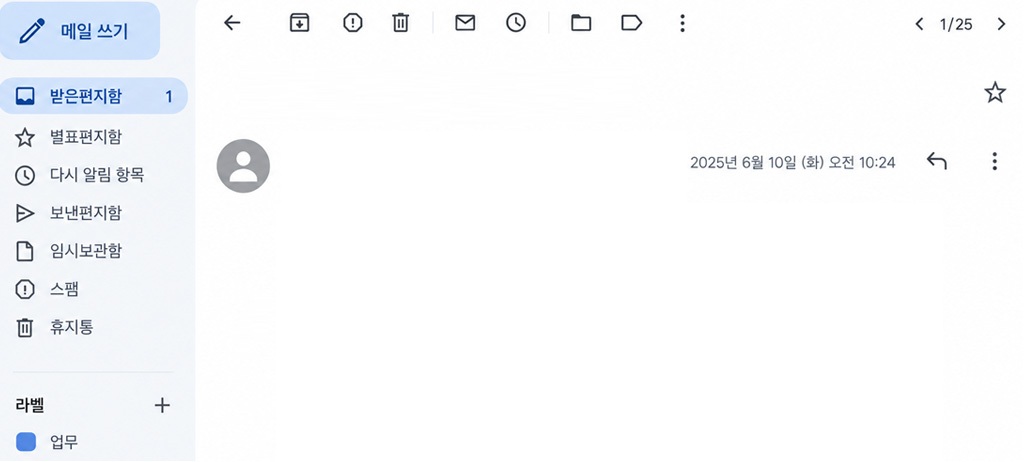 메일 쓰기
1/25
받은편지함 1
별표편지함
다시 알림 항목
2025년 6월 10일 (화) 오전 10:24
보낸편지함
임시보관함
스팸
휴지통
라벨
업무